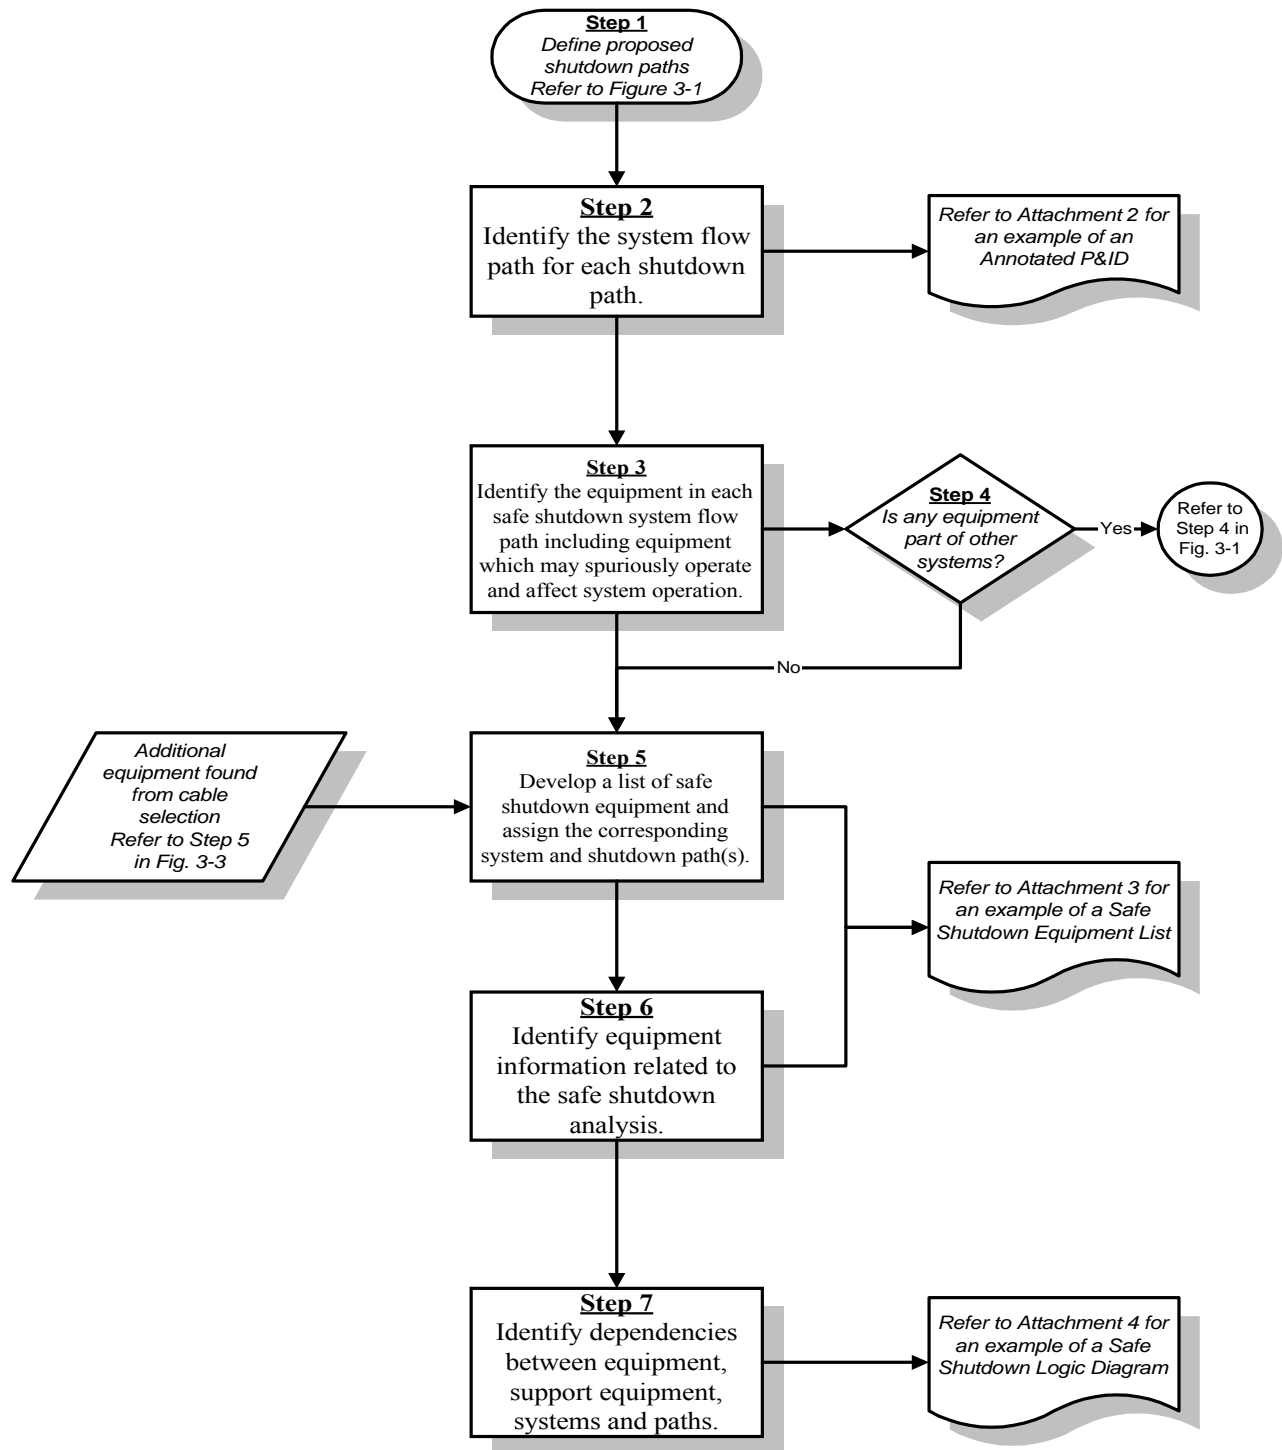 Step 1
Define proposed
shutdown paths
Refer to Figure 3-1
Step 2
Identify the system flow
path for each shutdown
path.
Refer to Attachment 2 for
an example of an
Annotated P&ID
Step 3
Identify the equipment in each
safe shutdown system flow
path including equipment
which may spuriously operate
and affect system operation.
Step 4
Is any equipment
part of other
systems?
Yes
Refer to
Step 4 in
Fig. 3-1
No
Additional
equipment found
from cable
selection
Refer to Step 5
in Fig. 3-3
Step 5
Develop a list of safe
shutdown equipment and
assign the corresponding
system and shutdown path(s).
Refer to Attachment 3 for
an example of a Safe
Shutdown Equipment List
Step 6
Identify equipment
information related to
the safe shutdown
analysis.
Step 7
Identify dependencies
between equipment,
support equipment,
systems and paths.
Refer to Attachment 4 for
an example of a Safe
Shutdown Logic Diagram